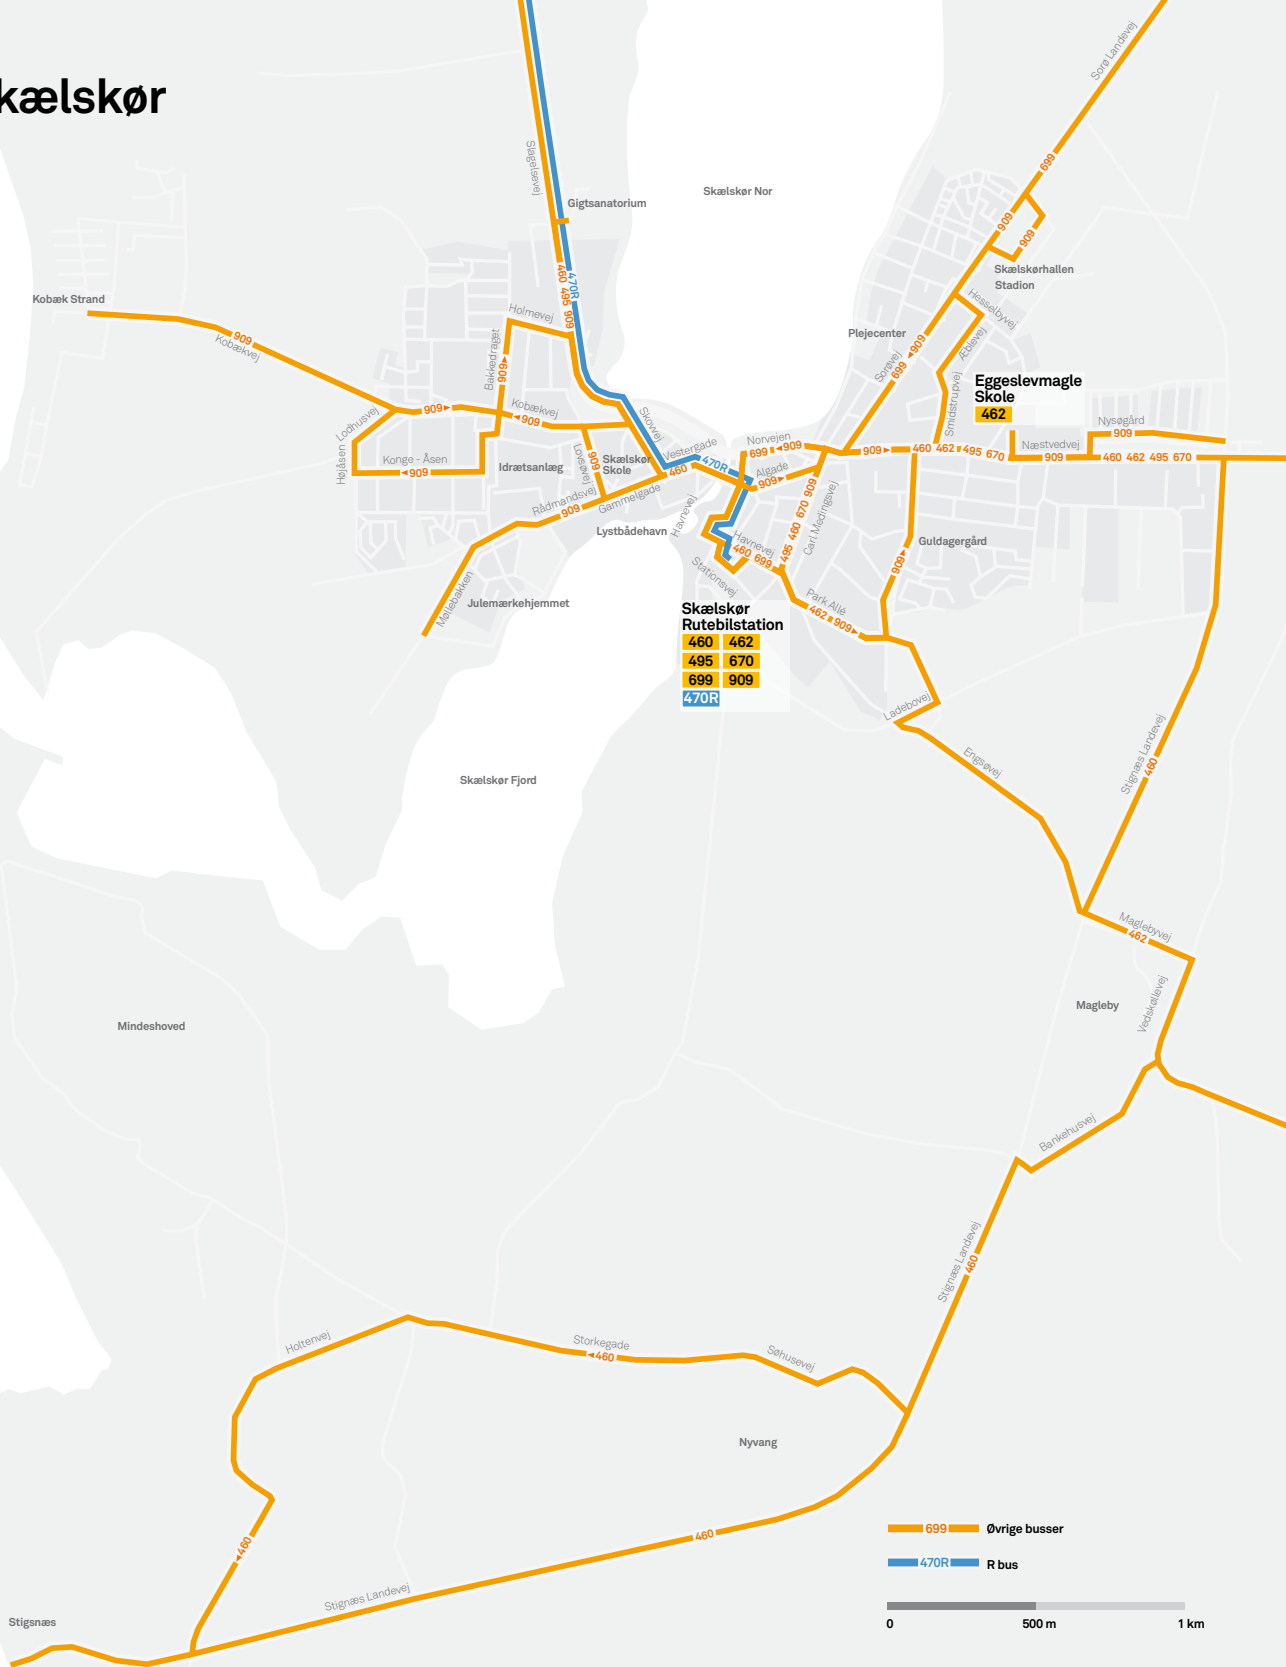 kælskør
Sorø Landevej
Slagelsevej
Skælskør Nor
Gigtsanatorium
699
909
909
Skælskørhallen
Stadion
470R
460 495 909
Kobæk Strand
Holmevej
Hesselbyvej
909
Kobækvej
Plejecenter
Æblevej
Bakkedraget
909
Sorøvej
699 909
Eggeslevmagle
Skole
462
Smidstrupvej
Lodhusvej
909
Kobækvej
909
Skovvej
Nysøgård
909
Norvejen
699 909
909
460 462 495 670
Næstvedvej
909
460 462 495 670
Vestergade
Højåsen
Konge - Åsen
909
Idrætsanlæg
Lovsøvej
909
Skælskør
Skole
460
470R
Algade
909
Rådmandsvej
909
Gammelgade
Lystbådehavn
Havnevej
495 460 670 909
Carl Medingsvej
Guldagergård
Havnevej
460 699
Stationsvej
909
Møllebakken
Julemærkehjemmet
Park Allé
462 909
Skælskør
Rutebilstation
460 462
495 670
699 909
470R
Ladebovej
Engsøvej
Stignæs Landevej
460
Skælskør Fjord
Maglebyvej
462
Magleby
Vedskøllevej
Mindeshoved
Bankehusvej
Stignæs Landevej
460
Holtenvej
Storkegade
460
Søhusevej
Nyvang
460
460
699
Øvrige busser
470R
R bus
Stignæs Landevej
Stigsnæs
0
500 m
1 km